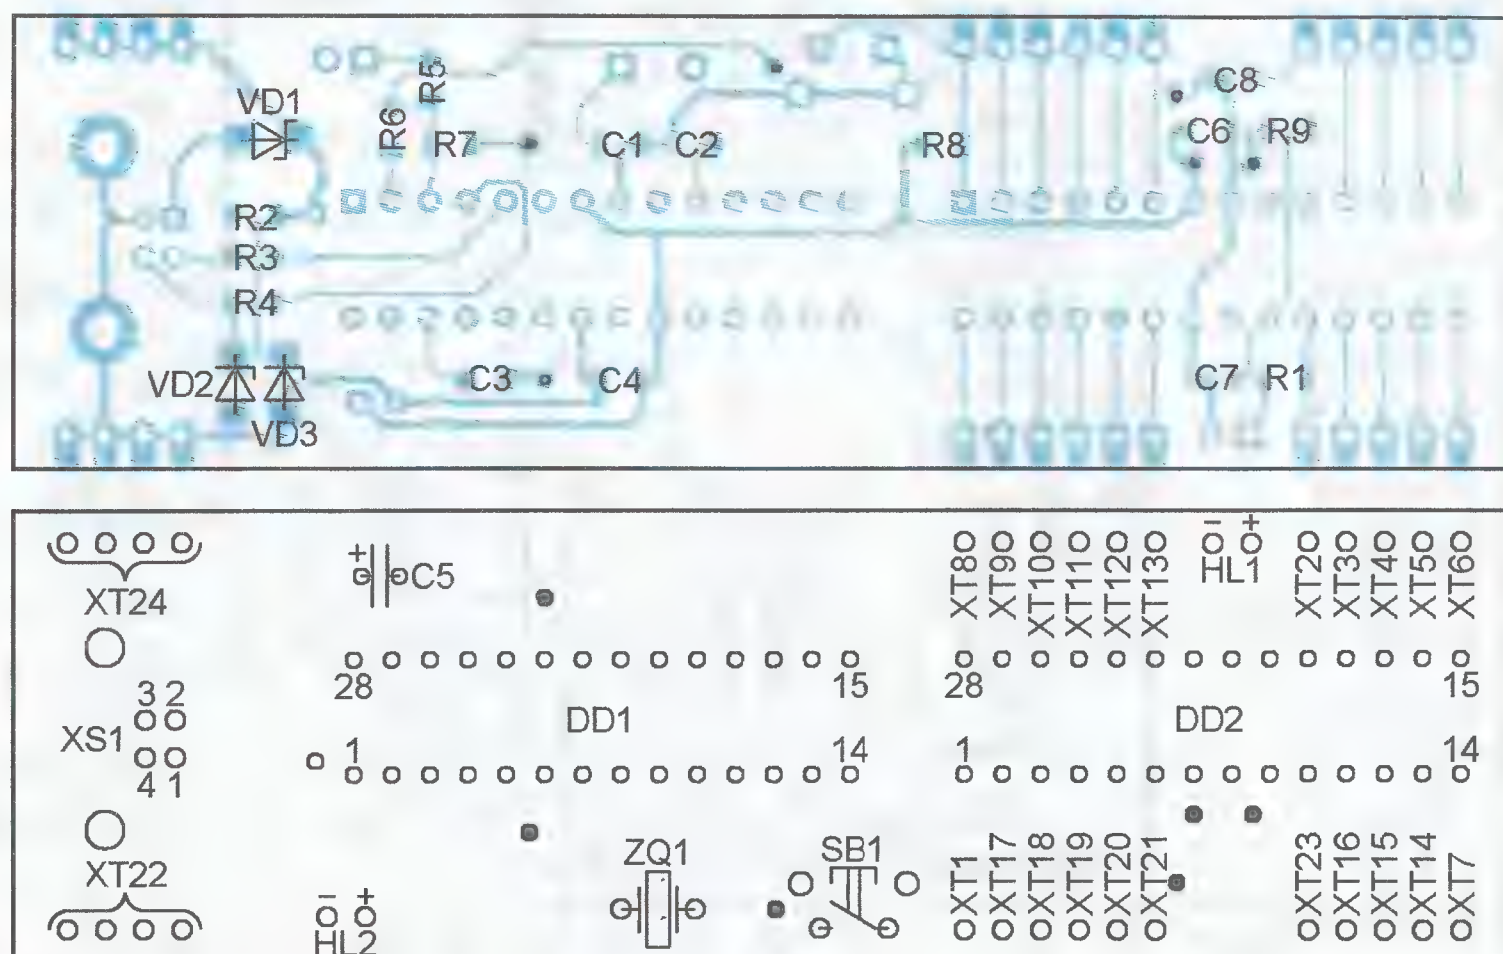 VD1
R5
R6
R7
C1
C2
R8
C8
C6
R9
R2
R3
R4
VD2
VD3
C3
C4
C7
R1
XT24
+
C5
XT8
XT9
XT10
XT11
XT12
XT13
- +
HL1
XT2
XT3
XT4
XT5
XT6
28
15
28
15
3 2
XS1
4 1
DD1
DD2
1
14
1
14
XT22
- +
HL2
ZQ1
SB1
XT1
XT17
XT18
XT19
XT20
XT21
XT23
XT16
XT15
XT14
XT7